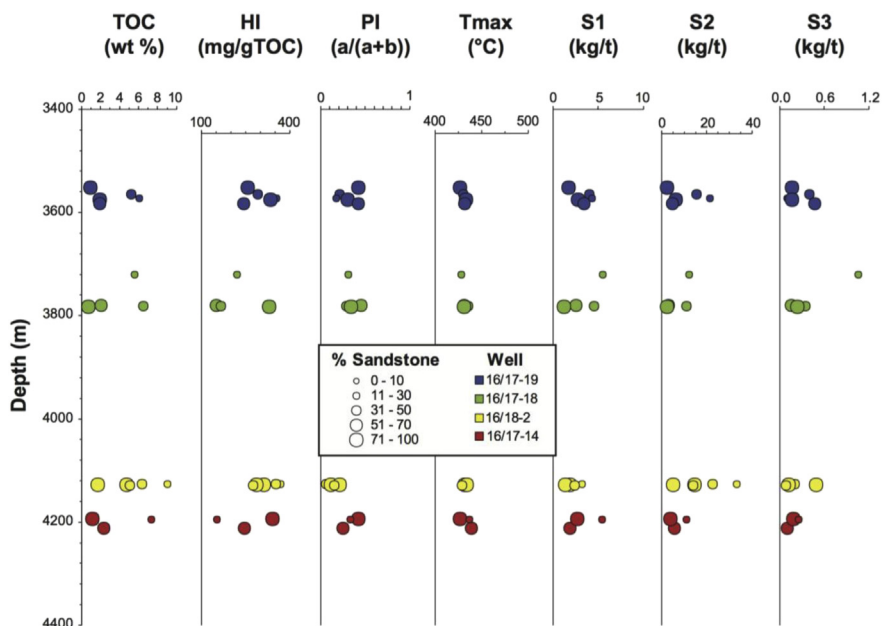 TOC HI PI Tmax S1 S2 S3
(wt %) (mg/gTOC) (a/(a+b)) (°C) (kg/t) (kg/t) (kg/t)
0 2 4 6 8 10 0 1 0 5 10 0.0 0.6 1.2
3400
100 400 400 450 500 0 20 40
3600
3800
4000
4200
4400
Depth (m)
% Sandstone Well
0 - 10 16/17-19
11 - 30 16/17-18
31 - 50 16/18-2
51 - 70 16/17-14
71 - 100